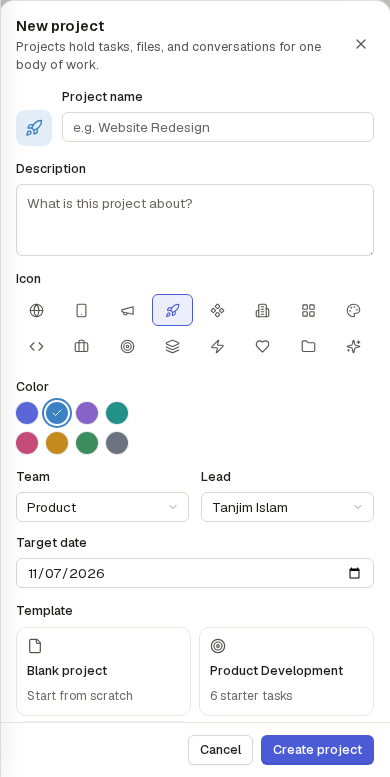 New project
Projects hold tasks, files, and conversations for one
body of work.
Project name
e.g. Website Redesign
Description
What is this project about?
Icon
Color
Team
Lead
Product
Tanjim Islam
Target date
11/07/2026
Template
Blank project
Start from scratch
Product Development
6 starter tasks
Cancel
Create project